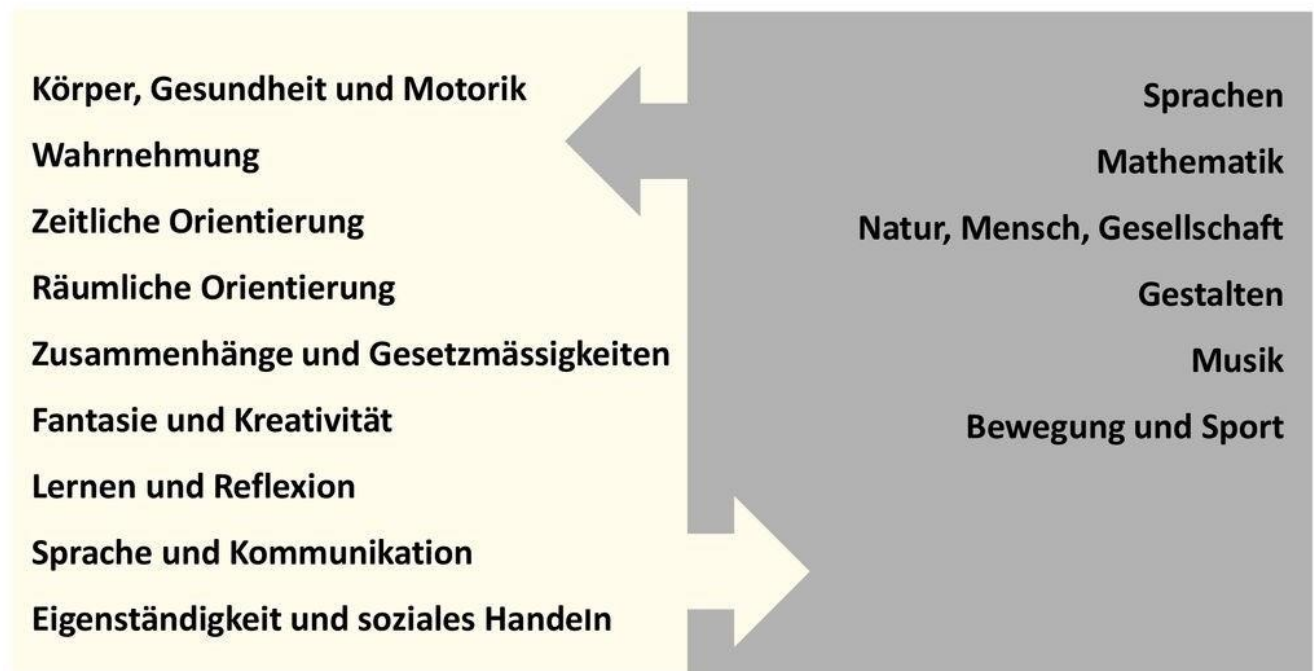 Körper, Gesundheit und Motorik
Wahrnehmung
Zeitliche Orientierung
Räumliche Orientierung
Zusammenhänge und Gesetzmässigkeiten
Fantasie und Kreativität
Lernen und Reflexion
Sprache und Kommunikation
Eigenständigkeit und soziales Handeln
Sprachen
Mathematik
Natur, Mensch, Gesellschaft
Gestalten
Musik
Bewegung und Sport